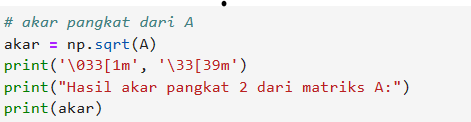 # akar pangkat dari A
akar = np.sqrt(A)
print('\033[1m', '\33[39m')
print("Hasil akar pangkat 2 dari matriks A:")
print(akar)